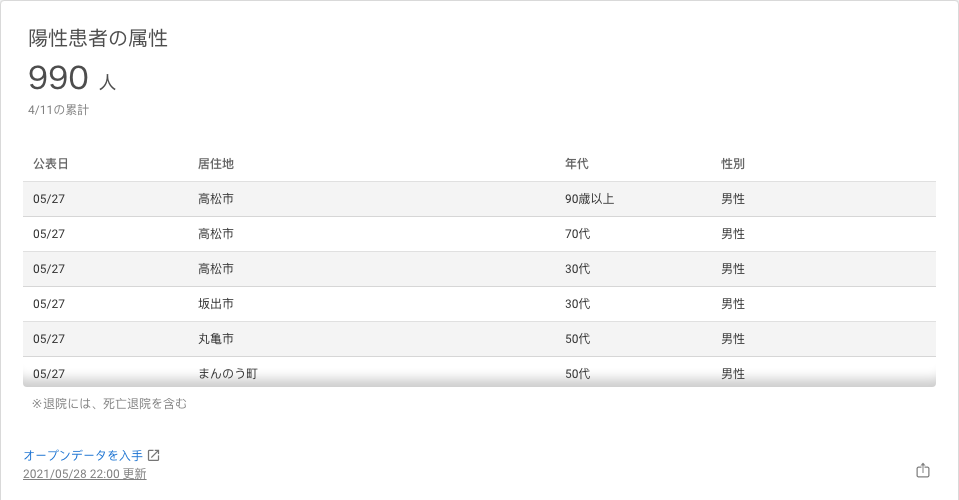 陽性患者の属性
990 人
4/11の累計
公表日 居住地 年代 性別
05/27 高松市 90歳以上 男性
05/27 高松市 70代 男性
05/27 高松市 30代 男性
05/27 坂出市 30代 男性
05/27 丸亀市 50代 男性
05/27 まんのう町 50代 男性
※退院には、死亡退院を含む
オープンデータを入手
2021/05/28 22:00 更新